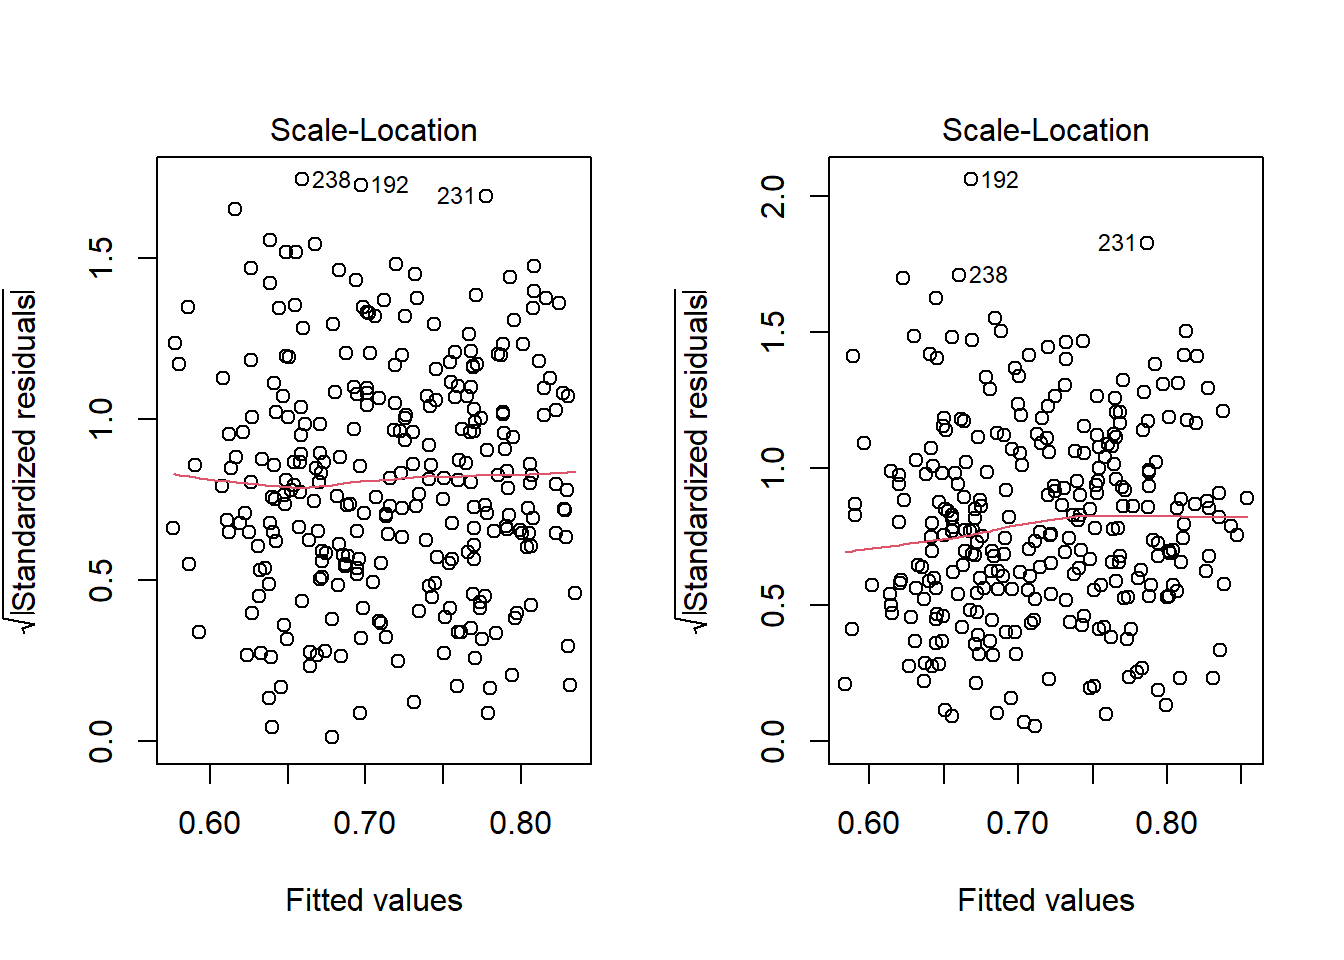 Scale-Location
√|Standardized residuals|
0.0 0.5 1.0 1.5
238 192 231
0.60 0.70 0.80
Fitted values
Scale-Location
√|Standardized residuals|
0.0 0.5 1.0 1.5 2.0
192
231
238
0.60 0.70 0.80
Fitted values